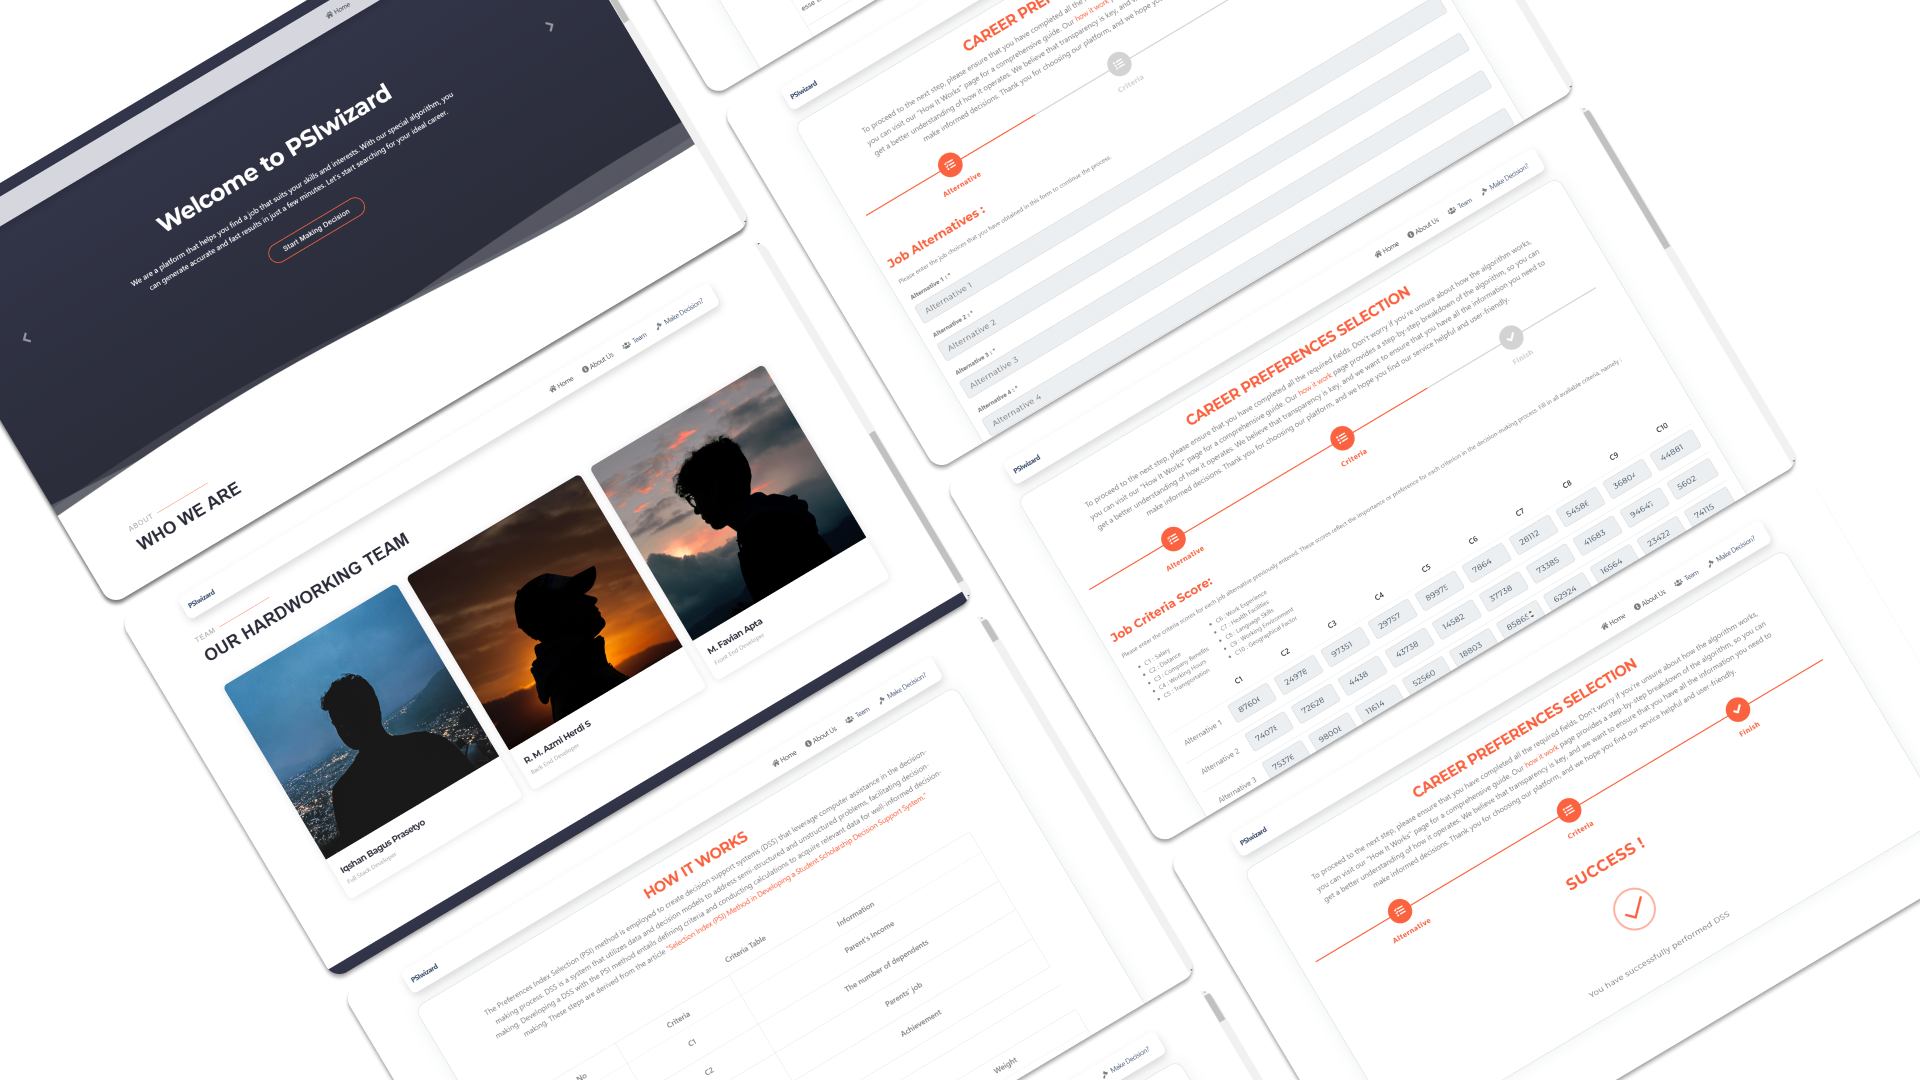 Home
Welcome to PSIwizard
We are a platform that helps you find a job that suits your skills and interests. With our special algorithm, you
can generate accurate and fast results in just a few minutes. Let's start searching for your ideal career.
Start Making Decision
ABOUT
WHO WE ARE
PSIwizard
Home
About Us
Team
Make Decision?
TEAM
OUR HARDWORKING TEAM
Iqshan Bagus Prasetyo
Full Stack Developer
R. M. Azmi Herdi S
Back End Developer
M. Favian Apta
Front End Developer
PSIwizard
Home
About Us
Team
Make Decision?
HOW IT WORKS
The Preferences Index Selection (PSI) method is employed to create decision support systems (DSS) that leverage computer assistance in the decision-
making process. DSS is a system that utilizes data and decision models to address semi-structured and unstructured problems, facilitating decision-
making. Developing a DSS with the PSI method entails defining criteria and conducting calculations to acquire relevant data for well-informed decision-
making. These steps are derived from the article "Selection Index (PSI) Method in Developing a Student Scholarship Decision Support System."
Criteria Table
No
Criteria
Information
C1
Parent's Income
C2
The number of dependents
Parents' job
Achievement
Weight
Make Decision?
esse
PSIwizard
CAREER PRE
To proceed to the next step, please ensure that you have completed all the
you can visit our "How It Works" page for a comprehensive guide. Our how it work
get a better understanding of how it operates. We believe that transparency is key, and
make informed decisions. Thank you for choosing our platform, and we hope you
Alternative
Criteria
Job Alternatives :
Please enter the job choices that you have obtained in this form to continue the process.
Alternative 1 : *
Alternative 1
Alternative 2 : *
Alternative 2
Alternative 3 : *
Alternative 3
Alternative 4 : *
Alternative 4
PSIwizard
Home
About Us
Team
Make Decision?
CAREER PREFERENCES SELECTION
To proceed to the next step, please ensure that you have completed all the required fields. Don't worry if you're unsure about how the algorithm works,
you can visit our "How It Works" page for a comprehensive guide. Our how it work page provides a step-by-step breakdown of the algorithm, so you can
get a better understanding of how it operates. We believe that transparency is key, and we want to ensure that you have all the information you need to
make informed decisions. Thank you for choosing our platform, and we hope you find our service helpful and user-friendly.
Alternative
Criteria
Finish
Job Criteria Score:
Please enter the criteria scores for each job alternative previously entered. These scores reflect the importance or preference for each criterion in the decision-making process. Fill in all available criteria, namely :
C1 : Salary
C2 : Distance
C3 : Company Benefits
C4 : Working Hours
C5 : Transportation
C6 : Work Experience
C7 : Health Facilities
C8 : Language Skills
C9 : Working Environment
C10 : Geographical Factor
C1 C2 C3 C4 C5 C6 C7 C8 C9 C10
Alternative 1 8760 2497 97351 29757 8997 7864 28112 5458 3680 44881
Alternative 2 7407 72628 4438 43738 14582 37738 73385 41683 9464 5602
Alternative 3 7537 9800 11614 52560 18803 8586 62924 16564 23422 74115
PSIwizard
Home
About Us
Team
Make Decision?
CAREER PREFERENCES SELECTION
To proceed to the next step, please ensure that you have completed all the required fields. Don't worry if you're unsure about how the algorithm works,
you can visit our "How It Works" page for a comprehensive guide. Our how it work page provides a step-by-step breakdown of the algorithm, so you can
get a better understanding of how it operates. We believe that transparency is key, and we want to ensure that you have all the information you need to
make informed decisions. Thank you for choosing our platform, and we hope you find our service helpful and user-friendly.
Alternative
Criteria
Finish
SUCCESS !
You have successfully performed DSS